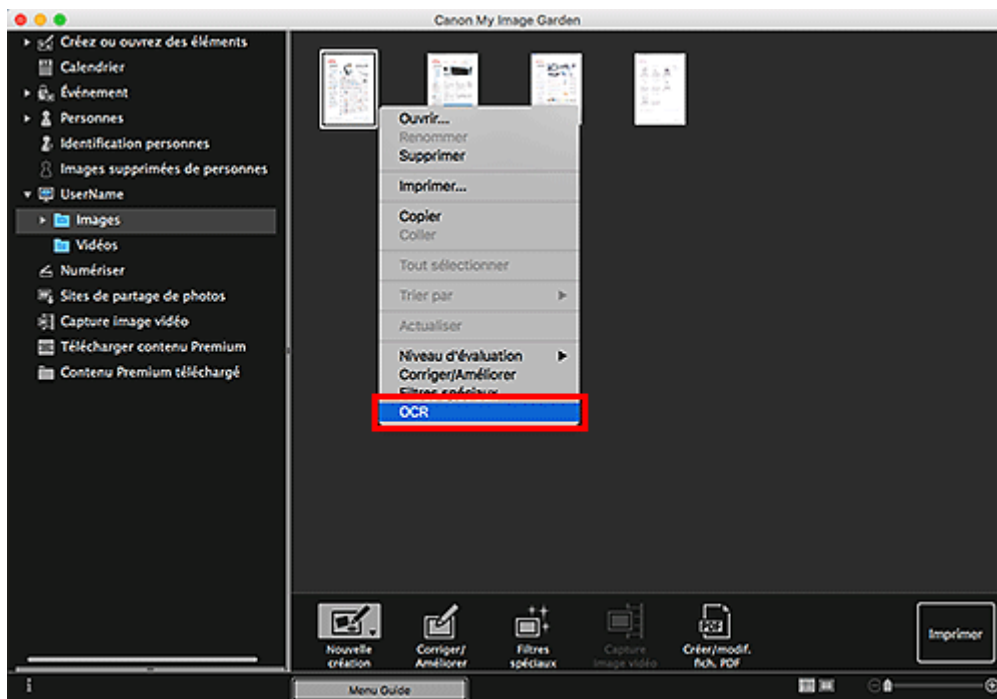 Canon My Image Garden
Créez ou ouvrez des éléments
Calendrier
Événement
Personnes
Identification personnes
Images supprimées de personnes
UserName
Images
Vidéos
Numériser
Sites de partage de photos
Capture image vidéo
Télécharger contenu Premium
Contenu Premium téléchargé
Ouvrir...
Renommer
Supprimer
Imprimer...
Copier
Coller
Tout sélectionner
Trier par
Actualiser
Niveau d'évaluation
Corriger/Améliorer
Filtres spéciaux
OCR
Nouvelle
création
Corriger/
Améliorer
Filtres
spéciaux
Capture
image vidéo
PDF
Créer/modif.
fich. PDF
Imprimer
Menu Guide